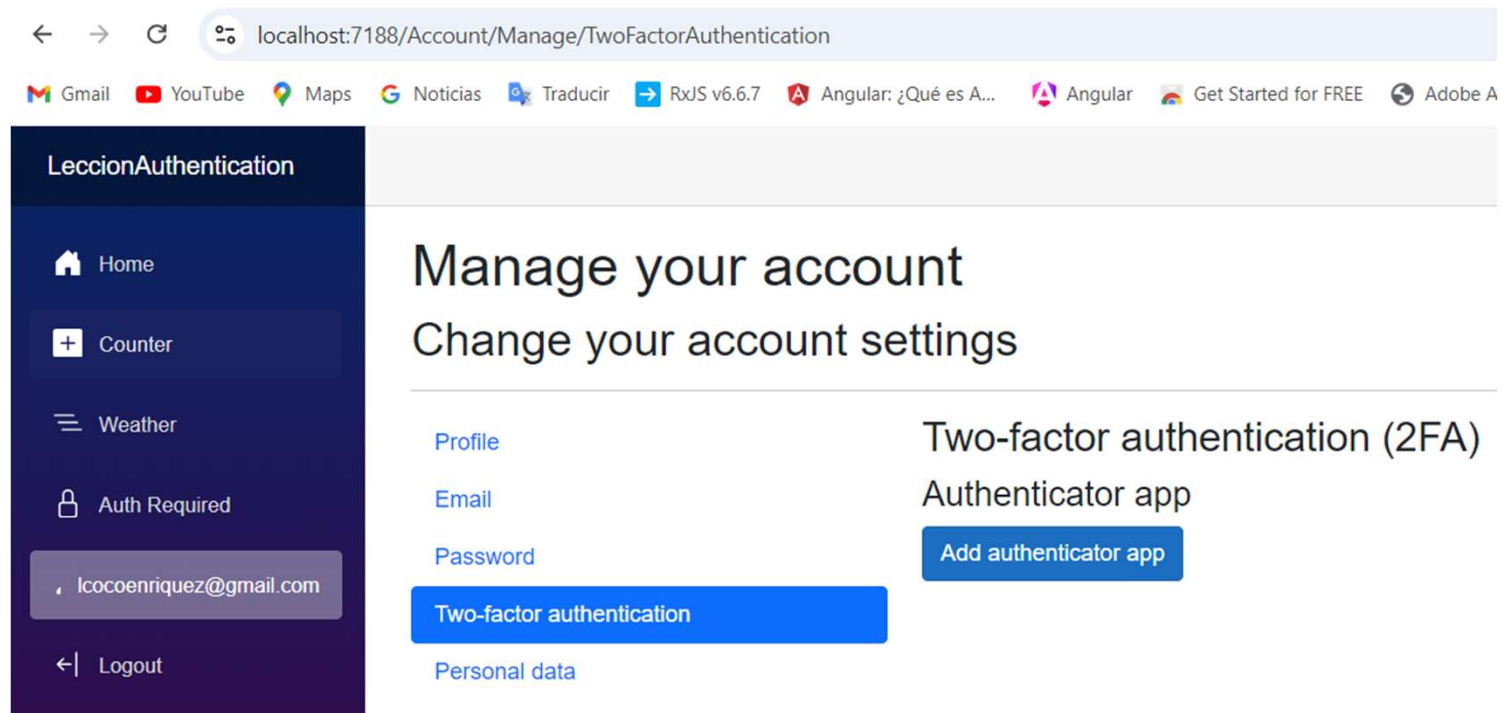 localhost:7188/Account/Manage/TwoFactorAuthentication
Gmail YouTube Maps Noticias Traducir RxJS v6.6.7 Angular: ¿Qué es A... Angular Get Started for FREE Adobe A
LeccionAuthentication
Home
Counter
Weather
Auth Required
lcocoenriquez@gmail.com
Logout
Manage your account
Change your account settings
Profile
Email
Password
Two-factor authentication
Personal data
Two-factor authentication (2FA)
Authenticator app
Add authenticator app